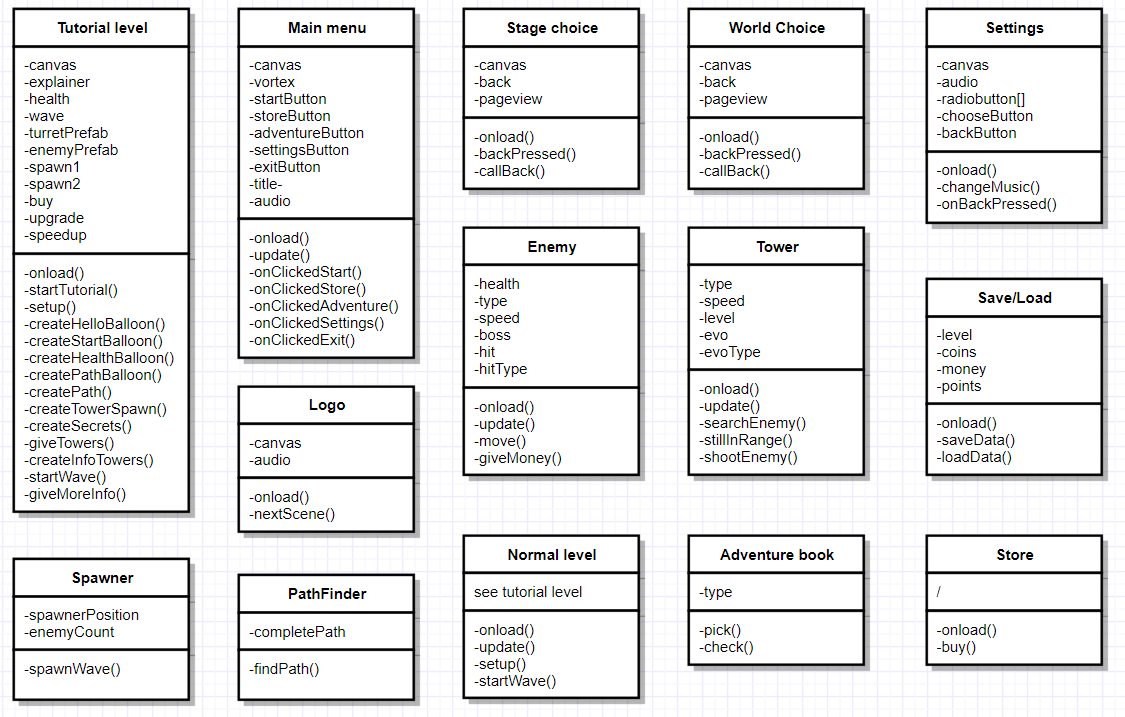 Tutorial level
-canvas
-explainer
-health
-wave
-turretPrefab
-enemyPrefab
-spawn1
-spawn2
-buy
-upgrade
-speedup
-onload()
-startTutorial()
-setup()
-createHelloBalloon()
-createStartBalloon()
-createHealthBalloon()
-createPathBalloon()
-createPath()
-createTowerSpawn()
-createSecrets()
-giveTowers()
-createInfoTowers()
-startWave()
-giveMoreInfo()
Main menu
-canvas
-vortex
-startButton
-storeButton
-adventureButton
-settingsButton
-exitButton
-title-
-audio
-onload()
-update()
-onClickedStart()
-onClickedStore()
-onClickedAdventure()
-onClickedSettings()
-onClickedExit()
Stage choice
-canvas
-back
-pageview
-onload()
-backPressed()
-callBack()
World Choice
-canvas
-back
-pageview
-onload()
-backPressed()
-callBack()
Settings
-canvas
-audio
-radiobutton[]
-chooseButton
-backButton
-onload()
-changeMusic()
-onBackPressed()
Enemy
-health
-type
-speed
-boss
-hit
-hitType
-onload()
-update()
-move()
-giveMoney()
Tower
-type
-speed
-level
-evo
-evoType
-onload()
-update()
-searchEnemy()
-stillInRange()
-shootEnemy()
Save/Load
-level
-coins
-money
-points
-onload()
-saveData()
-loadData()
Logo
-canvas
-audio
-onload()
-nextScene()
Spawner
-spawnerPosition
-enemyCount
-spawnWave()
PathFinder
-completePath
-findPath()
Normal level
see tutorial level
-onload()
-update()
-setup()
-startWave()
Adventure book
-type
-pick()
-check()
Store
/
-onload()
-buy()